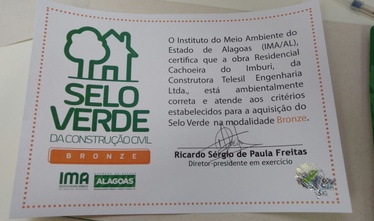 SELO
VERDE
DA CONSTRUÇÃO CIVIL
BRONZE
IMA
ALAGOAS
O Instituto do Meio Ambiente do
Estado de Alagoas (IMA/AL),
certifica que a obra Residencial
Cachoeira do Imburi, da
Construtora Telesil Engenharia
Ltda., está ambientalmente
correta e atende aos critérios
estabelecidos para a aquisição do
Selo Verde na modalidade Bronze.
Ricardo Sérgio de Paula Freitas
Diretor-presidente em exercício